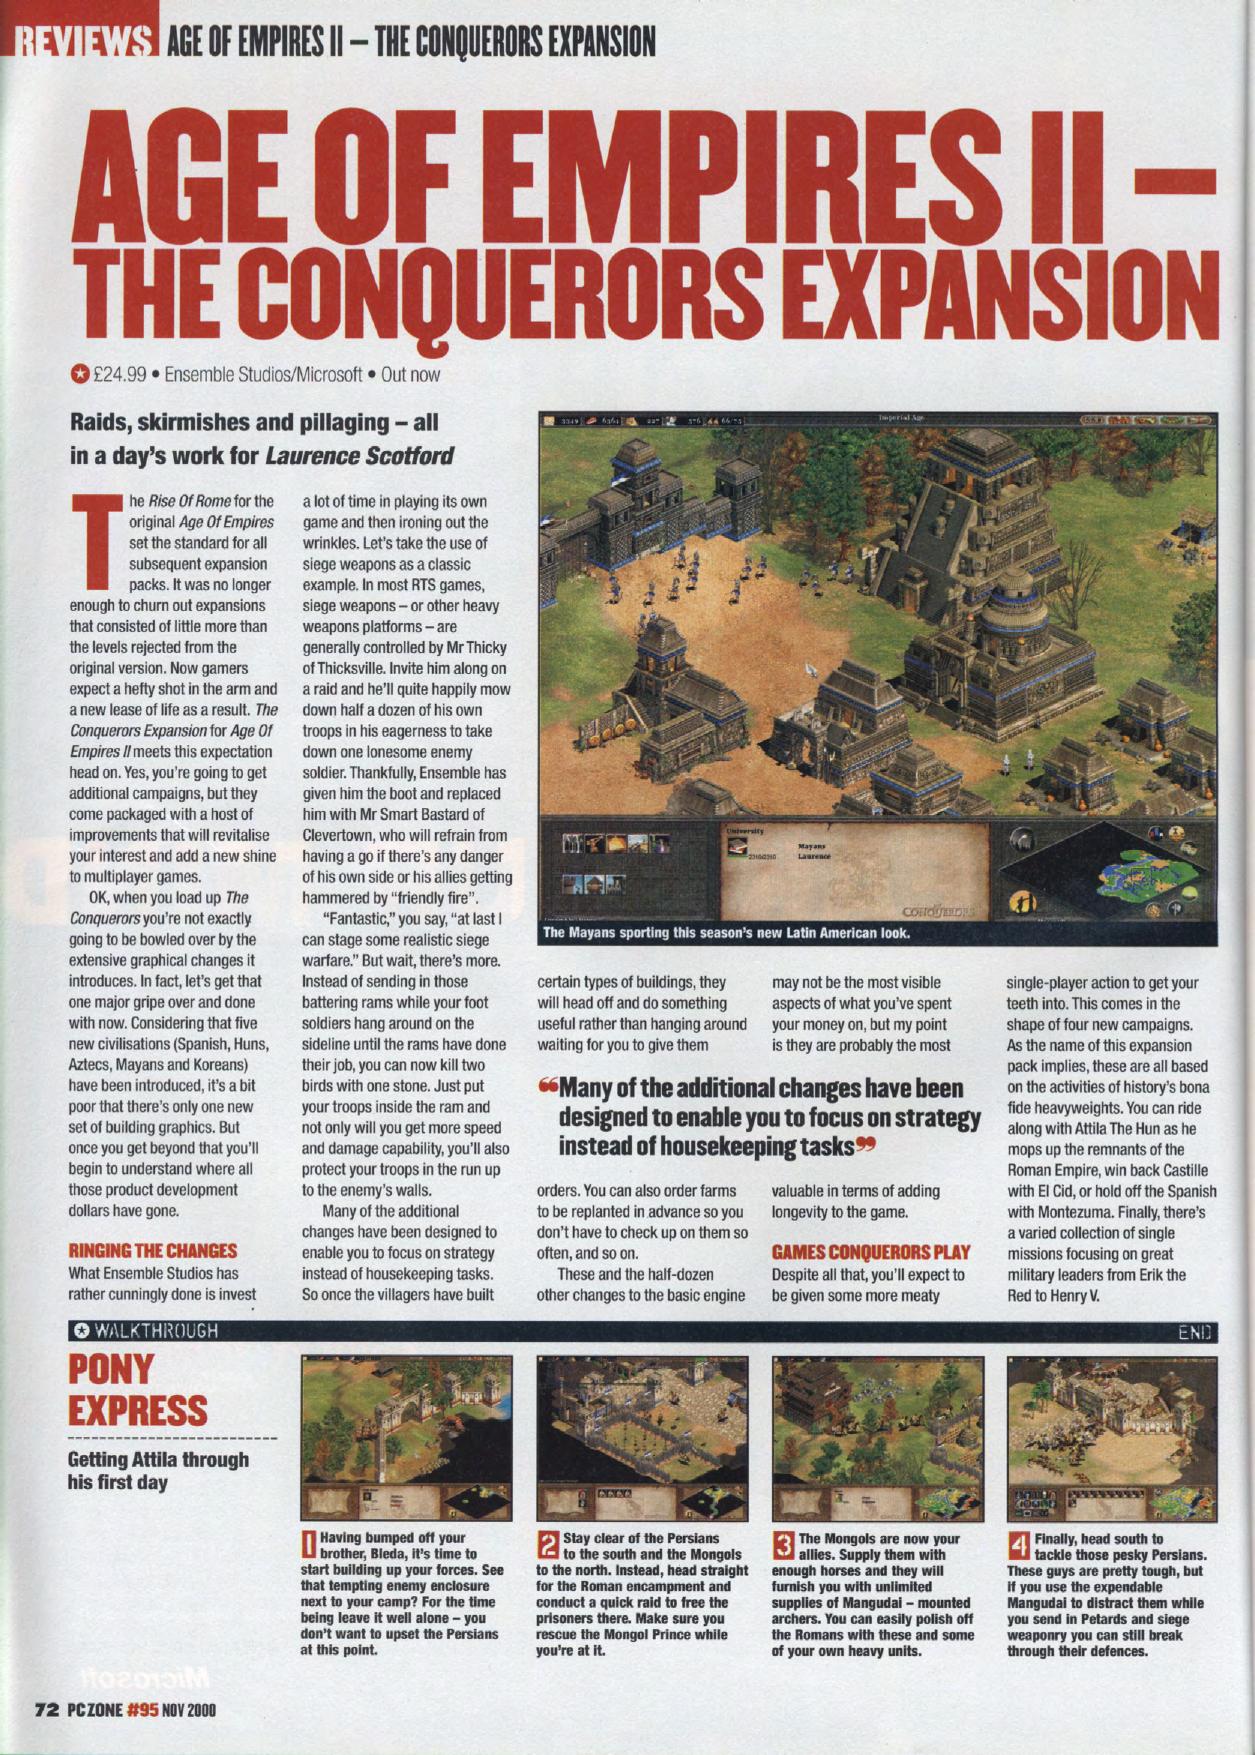 REVIEWS AGE OF EMPIRES II – THE CONQUERORS EXPANSION
AGE OF EMPIRES II –
THE CONQUERORS EXPANSION
£24.99 • Ensemble Studios/Microsoft • Out now
Raids, skirmishes and pillaging – all
in a day's work for Laurence Scotford
The Rise Of Rome for the
original Age Of Empires
set the standard for all
subsequent expansion
packs. It was no longer
enough to churn out expansions
that consisted of little more than
the levels rejected from the
original version. Now gamers
expect a hefty shot in the arm and
a new lease of life as a result. The
Conquerors Expansion for Age Of
Empires II meets this expectation
head on. Yes, you're going to get
additional campaigns, but they
come packaged with a host of
improvements that will revitalise
your interest and add a new shine
to multiplayer games.
OK, when you load up The
Conquerors you're not exactly
going to be bowled over by the
extensive graphical changes it
introduces. In fact, let's get that
one major gripe over and done
with now. Considering that five
new civilisations (Spanish, Huns,
Aztecs, Mayans and Koreans)
have been introduced, it's a bit
poor that there's only one new
set of building graphics. But
once you get beyond that you'll
begin to understand where all
those product development
dollars have gone.
RINGING THE CHANGES
What Ensemble Studios has
rather cunningly done is invest
a lot of time in playing its own
game and then ironing out the
wrinkles. Let's take the use of
siege weapons as a classic
example. In most RTS games,
siege weapons – or other heavy
weapons platforms – are
generally controlled by Mr Thicky
of Thicksville. Invite him along on
a raid and he'll quite happily mow
down half a dozen of his own
troops in his eagerness to take
down one lonesome enemy
soldier. Thankfully, Ensemble has
given him the boot and replaced
him with Mr Smart Bastard of
Clevertown, who will refrain from
having a go if there's any danger
of his own side or his allies getting
hammered by "friendly fire".
"Fantastic," you say, "at last I
can stage some realistic siege
warfare." But wait, there's more.
Instead of sending in those
battering rams while your foot
soldiers hang around on the
sideline until the rams have done
their job, you can now kill two
birds with one stone. Just put
your troops inside the ram and
not only will you get more speed
and damage capability, you'll also
protect your troops in the run up
to the enemy's walls.
Many of the additional
changes have been designed to
enable you to focus on strategy
instead of housekeeping tasks.
So once the villagers have built
Imperial Age
University
Mayans
Laurence
CONQUERORS
The Mayans sporting this season's new Latin American look.
certain types of buildings, they
will head off and do something
useful rather than hanging around
waiting for you to give them
"Many of the additional changes have been
designed to enable you to focus on strategy
instead of housekeeping tasks"
orders. You can also order farms
to be replanted in advance so you
don't have to check up on them so
often, and so on.
These and the half-dozen
other changes to the basic engine
may not be the most visible
aspects of what you've spent
your money on, but my point
is they are probably the most
valuable in terms of adding
longevity to the game.
GAMES CONQUERORS PLAY
Despite all that, you'll expect to
be given some more meaty
single-player action to get your
teeth into. This comes in the
shape of four new campaigns.
As the name of this expansion
pack implies, these are all based
on the activities of history's bona
fide heavyweights. You can ride
along with Attila The Hun as he
mops up the remnants of the
Roman Empire, win back Castille
with El Cid, or hold off the Spanish
with Montezuma. Finally, there's
a varied collection of single
missions focusing on great
military leaders from Erik the
Red to Henry V.
WALKTHROUGH END
PONY
EXPRESS
Getting Attila through
his first day
1 Having bumped off your
brother, Bleda, it's time to
start building up your forces. See
that tempting enemy enclosure
next to your camp? For the time
being leave it well alone – you
don't want to upset the Persians
at this point.
2 Stay clear of the Persians
to the south and the Mongols
to the north. Instead, head straight
for the Roman encampment and
conduct a quick raid to free the
prisoners there. Make sure you
rescue the Mongol Prince while
you're at it.
3 The Mongols are now your
allies. Supply them with
enough horses and they will
furnish you with unlimited
supplies of Mangudai – mounted
archers. You can easily polish off
the Romans with these and some
of your own heavy units.
4 Finally, head south to
tackle those pesky Persians.
These guys are pretty tough, but
if you use the expendable
Mangudai to distract them while
you send in Petards and siege
weaponry you can still break
through their defences.
72 PCZONE #95 NOV 2000